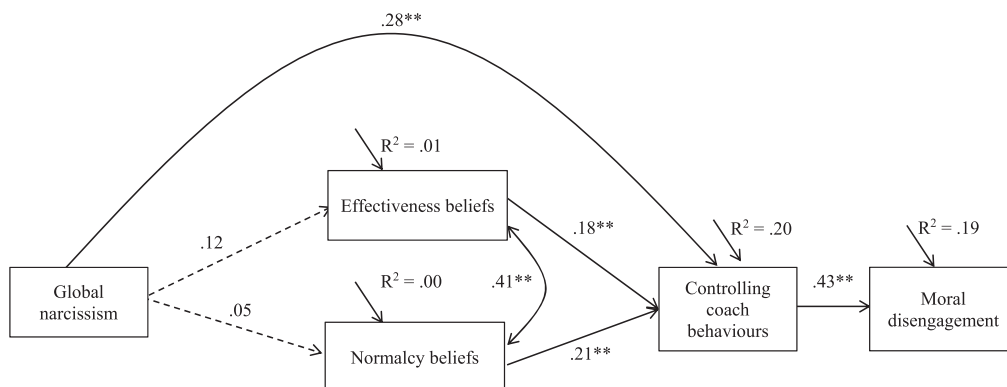 .28**
R² = .01
Effectiveness beliefs
.12
.18**
R² = .20
R² = .19
Global
narcissism
.05
R² = .00
.41**
Controlling
coach
behaviours
.43**
Moral
disengagement
Normalcy beliefs
.21**